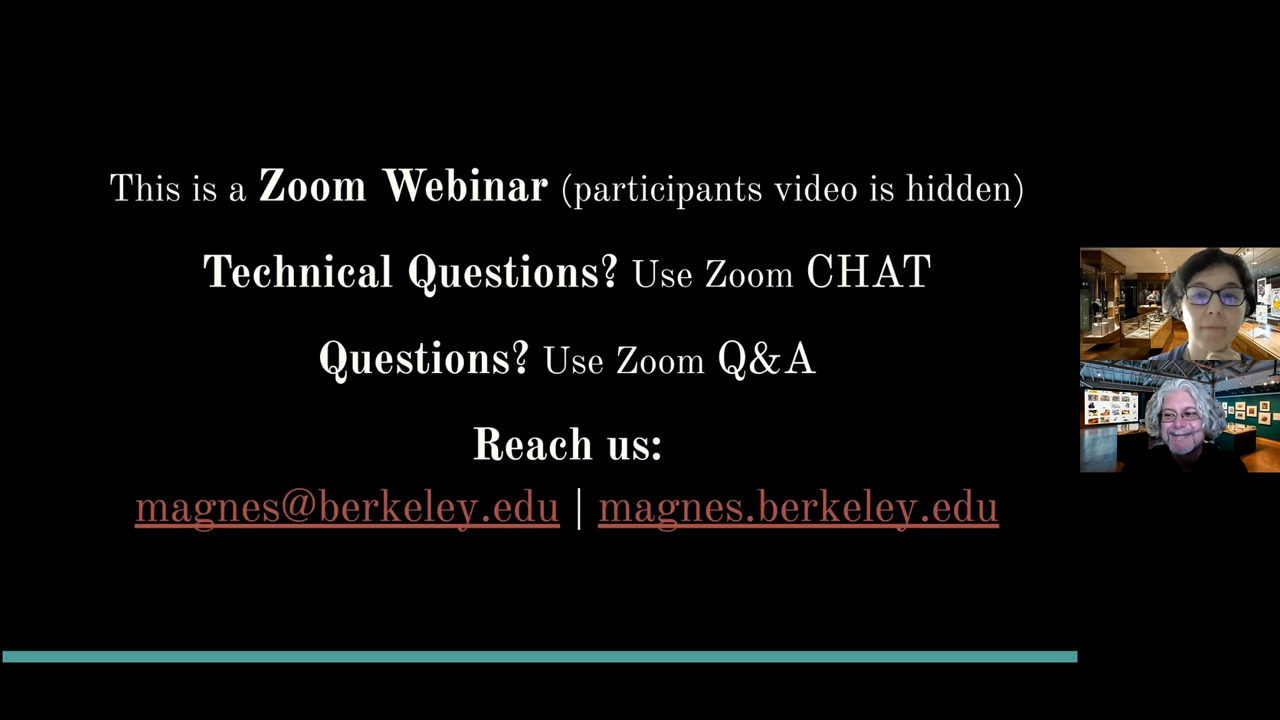 This is a Zoom Webinar (participants video is hidden)
Technical Questions? Use Zoom CHAT
Questions? Use Zoom Q&A
Reach us:
magnes@berkeley.edu | magnes.berkeley.edu